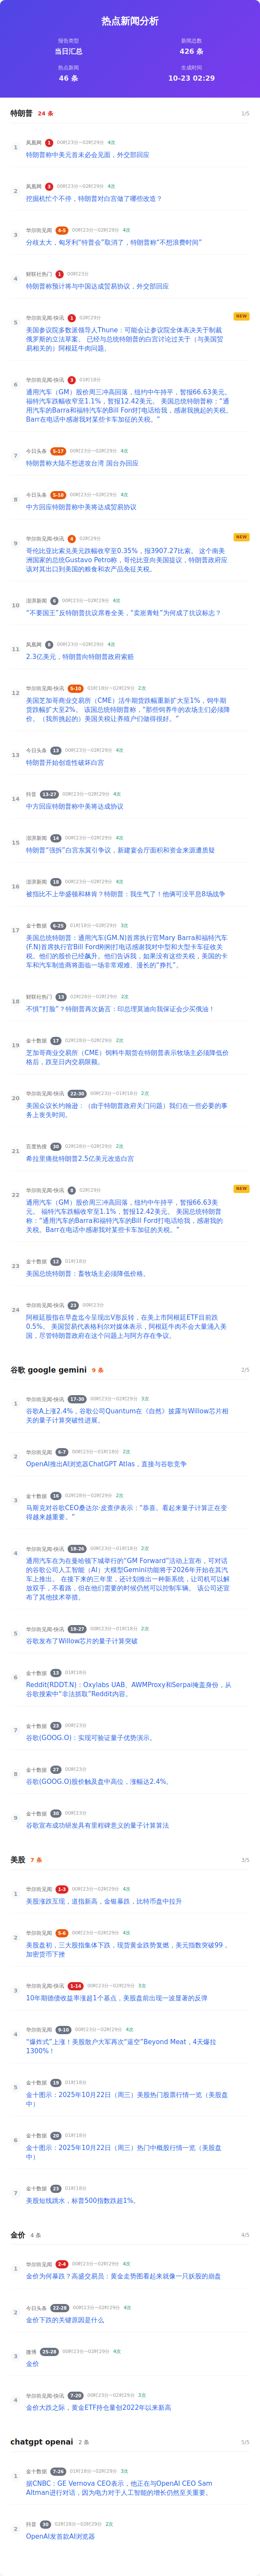 热点新闻分析
报告类型
新闻总数
当日汇总
426 条
热点新闻
生成时间
46 条
10-23 02:29
特朗普 24 条 1/5
1 凤凰网 1 00时23分~02时29分 4次
特朗普称中美元首未必会见面，外交部回应
2 凤凰网 3 00时23分~02时29分 4次
挖掘机忙个不停，特朗普对白宫做了哪些改造？
3 华尔街见闻 4-5 00时23分~02时29分 4次
分歧太大，匈牙利“特普会”取消了，特朗普称“不想浪费时间”
4 财联社热门 1 00时23分
特朗普预计将与中国达成贸易协议，外交部回应
5 华尔街见闻-快讯 1 02时29分 NEW
美国参议院多数派领导人Thune：可能会让参议院全体表决关于制裁
俄罗斯的立法草案。 已经与总统特朗普的白宫讨论过关于（与美国贸
易相关的）阿根廷牛肉问题。
6 华尔街见闻-快讯 3 01时18分
通用汽车（GM）股价周三冲高回落，纽约中午持平，暂报66.63美元。
福特汽车跌幅收窄至1.1%，暂报12.42美元。 美国总统特朗普称：“通
用汽车的Barra和福特汽车的Bill Ford打电话给我，感谢我挑起的关税。
Barr在电话中感谢我对某些卡车加征的关税。”
7 今日头条 5-17 00时23分~02时29分 4次
特朗普称大陆不想进攻台湾 国台办回应
8 今日头条 5-10 00时23分~02时29分 4次
中方回应特朗普称中美将达成贸易协议
9 华尔街见闻-快讯 4 02时29分 NEW
哥伦比亚比索兑美元跌幅收窄至0.35%，报3907.27比索。 这个南美
洲国家的总统Gustavo Petro称，哥伦比亚向美国提议，特朗普政府应
该对其出口到美国的粮食和农产品免征关税。
10 澎湃新闻 6 00时23分~02时29分 4次
“不要国王”反特朗普抗议席卷全美，“卖崽青蛙”为何成了抗议标志？
11 凤凰网 8 00时23分~02时29分 4次
2.3亿美元，特朗普向特朗普政府索赔
12 华尔街见闻-快讯 5-10 01时18分~02时29分 2次
美国芝加哥商业交易所（CME）活牛期货跌幅重新扩大至1%，饲牛期
货跌幅扩大至2%。 该国总统特朗普称，“那些饲养牛的农场主们必须降
价。（我所挑起的）美国关税让养殖户们做得很好。”
13 今日头条 13 00时23分~02时29分 4次
特朗普开始创造性破坏白宫
14 抖音 13-27 00时23分~02时29分 4次
中方回应特朗普称中美将达成协议
15 澎湃新闻 14 00时23分~02时29分 4次
特朗普“强拆”白宫东翼引争议，新建宴会厅面积和资金来源遭质疑
16 澎湃新闻 18 00时23分~02时29分 4次
被指比不上华盛顿和林肯？特朗普：我生气了！他俩可没平息8场战争
17 金十数据 6-25 01时18分~02时29分 3次
美国总统特朗普：通用汽车(GM.N)首席执行官Mary Barra和福特汽车
(F.N)首席执行官Bill Ford刚刚打电话感谢我对中型和大型卡车征收关
税。他们的股价已经飙升。他们告诉我，如果没有这些关税，美国的卡
车和汽车制造商将面临一场非常艰难、漫长的“挣扎”。
18 财联社热门 13 02时28分~02时29分 2次
不惧“打脸”？特朗普再次扬言：印总理莫迪向我保证会少买俄油！
19 金十数据 17 02时28分~02时29分 2次
芝加哥商业交易所（CME）饲料牛期货在特朗普表示牧场主必须降低价
格后，跌至日内交易限额。
20 华尔街见闻-快讯 22-30 00时23分~01时18分 2次
美国众议长约翰逊：（由于特朗普政府关门问题）我们在一些必要的事
务上丧失时间。
21 百度热搜 30 02时28分~02时29分 2次
希拉里痛批特朗普2.5亿美元改造白宫
22 华尔街见闻-快讯 8 02时29分 NEW
通用汽车（GM）股价周三冲高回落，纽约中午持平，暂报66.63美
元。 福特汽车跌幅收窄至1.1%，暂报12.42美元。 美国总统特朗普
称：“通用汽车的Barra和福特汽车的Bill Ford打电话给我，感谢我的
关税。Barr在电话中感谢我对某些卡车加征的关税。”
23 金十数据 12 01时18分
美国总统特朗普：畜牧场主必须降低价格。
24 华尔街见闻-快讯 23 00时23分
阿根廷股指在早盘迄今呈现出V形反转，在美上市阿根廷ETF目前跌
0.5%。 美国贸易代表格利尔对媒体表示，阿根廷牛肉不会大量涌入美
国，尽管特朗普政府在这个问题上与阿方存在争议。
谷歌 google gemini 9 条 2/5
1 华尔街见闻-快讯 17-30 00时23分~02时29分 3次
谷歌A上涨2.4%，谷歌公司Quantum在《自然》披露与Willow芯片相
关的量子计算突破性进展。
2 华尔街见闻 6-7 00时23分~01时18分 2次
OpenAI推出AI浏览器ChatGPT Atlas，直接与谷歌竞争
3 金十数据 16 02时28分~02时29分 2次
马斯克对谷歌CEO桑达尔·皮查伊表示：“恭喜。看起来量子计算正在变
得越来越重要。”
4 华尔街见闻-快讯 18-26 00时23分~01时18分 2次
通用汽车在为在曼哈顿下城举行的“GM Forward”活动上宣布，可对话
的谷歌公司人工智能（AI）大模型Gemini功能将于2026年开始在其汽
车上推出。 在接下来的三年里，还计划推出一种新系统，让司机可以解
放双手，不看路，但在他们需要的时候仍然可以控制车辆。 该公司还宣
布了其他技术举措。
5 华尔街见闻-快讯 19-27 00时23分~01时18分 2次
谷歌发布了Willow芯片的量子计算突破
6 金十数据 13 01时18分
Reddit(RDDT.N)：Oxylabs UAB、AWMProxy和Serpai掩盖身份，从
谷歌搜索中“非法抓取”Reddit内容。
7 金十数据 23 00时23分
谷歌(GOOG.O)：实现可验证量子优势演示。
8 金十数据 27 00时23分
谷歌(GOOG.O)股价触及盘中高位，涨幅达2.4%。
9 金十数据 30 00时23分
谷歌宣布成功研发具有里程碑意义的量子计算算法
美股 7 条 3/5
1 华尔街见闻 1-3 00时23分~02时29分 4次
美股涨跌互现，道指新高，金银暴跌，比特币盘中拉升
2 华尔街见闻 5-6 00时23分~02时29分 4次
美股盘初，三大股指集体下跌，现货黄金跌势复燃，美元指数突破99，
加密货币下挫
3 华尔街见闻-快讯 1-14 00时23分~02时29分 3次
10年期德债收益率涨超1个基点，美股盘前出现一波显著的反弹
4 华尔街见闻 9-10 00时23分~02时29分 4次
“爆炸式”上涨！美股散户大军再次“逼空”Beyond Meat，4天爆拉
1300%！
5 金十数据 19 01时18分
金十图示：2025年10月22日（周三）美股热门股票行情一览（美股盘
中）
6 金十数据 20 01时18分
金十图示：2025年10月22日（周三）热门中概股行情一览（美股盘
中）
7 金十数据 23 01时18分
美股短线跳水，标普500指数跌超1%。
金价 4 条 4/5
1 华尔街见闻 2-4 00时23分~02时29分 4次
金价为何暴跌？高盛交易员：黄金走势图看起来就像一只妖股的崩盘
2 今日头条 22-28 00时23分~02时29分 4次
金价下跌的关键原因是什么
3 微博 25-28 00时23分~02时29分 4次
金价
4 华尔街见闻-快讯 7-20 00时23分~02时29分 3次
金价大跌之际，黄金ETF持仓量创2022年以来新高
chatgpt openai 2 条 5/5
1 金十数据 7-26 01时18分~02时29分 3次
据CNBC：GE Vernova CEO表示，他正在与OpenAI CEO Sam
Altman进行对话，因为电力对于人工智能的增长仍然至关重要。
2 抖音 30 02时28分~02时29分 2次
OpenAI发首款AI浏览器